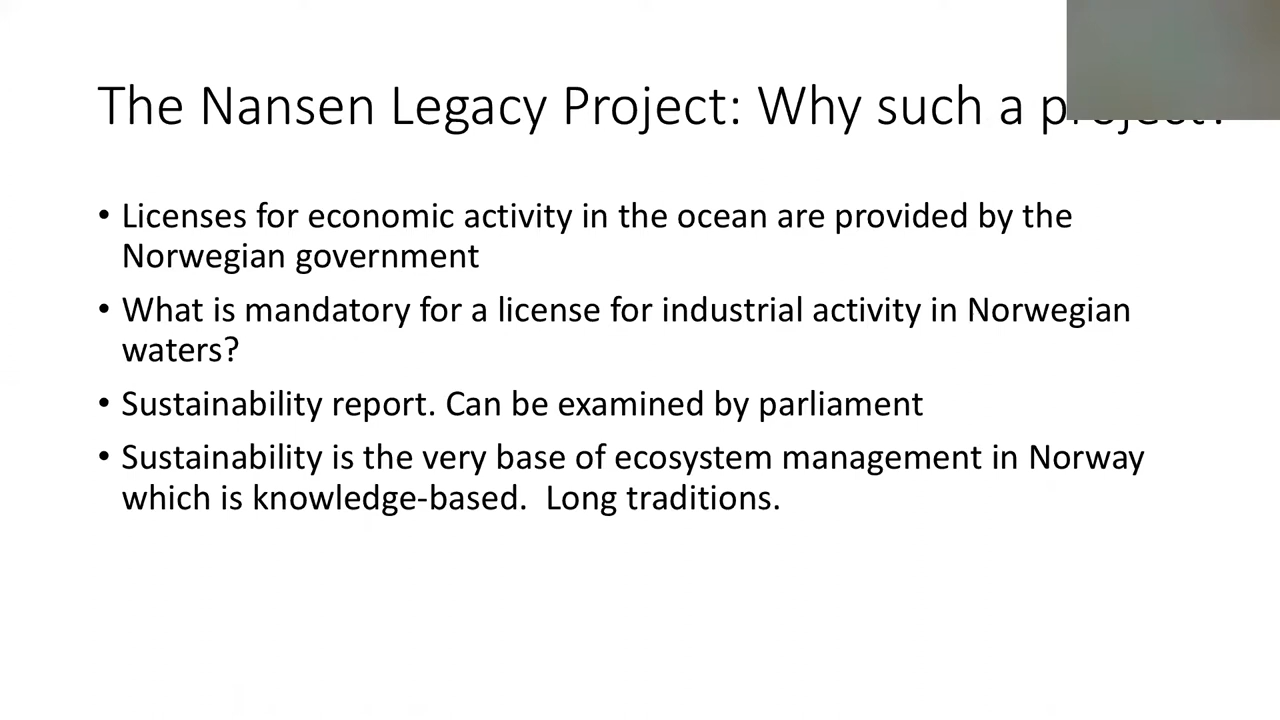 The Nansen Legacy Project: Why such a project?
• Licenses for economic activity in the ocean are provided by the
Norwegian government
• What is mandatory for a license for industrial activity in Norwegian
waters?
• Sustainability report. Can be examined by parliament
• Sustainability is the very base of ecosystem management in Norway
which is knowledge-based.  Long traditions.